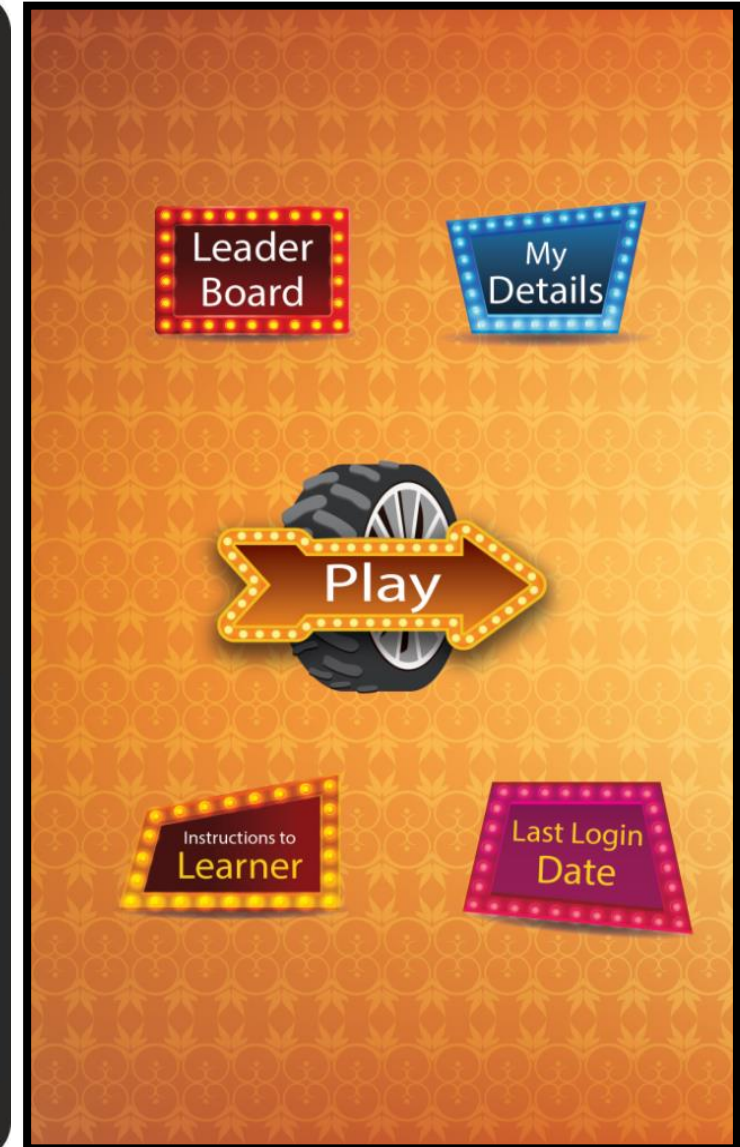 Leader
Board
My
Details
Play
Instructions to
Learner
Last Login
Date